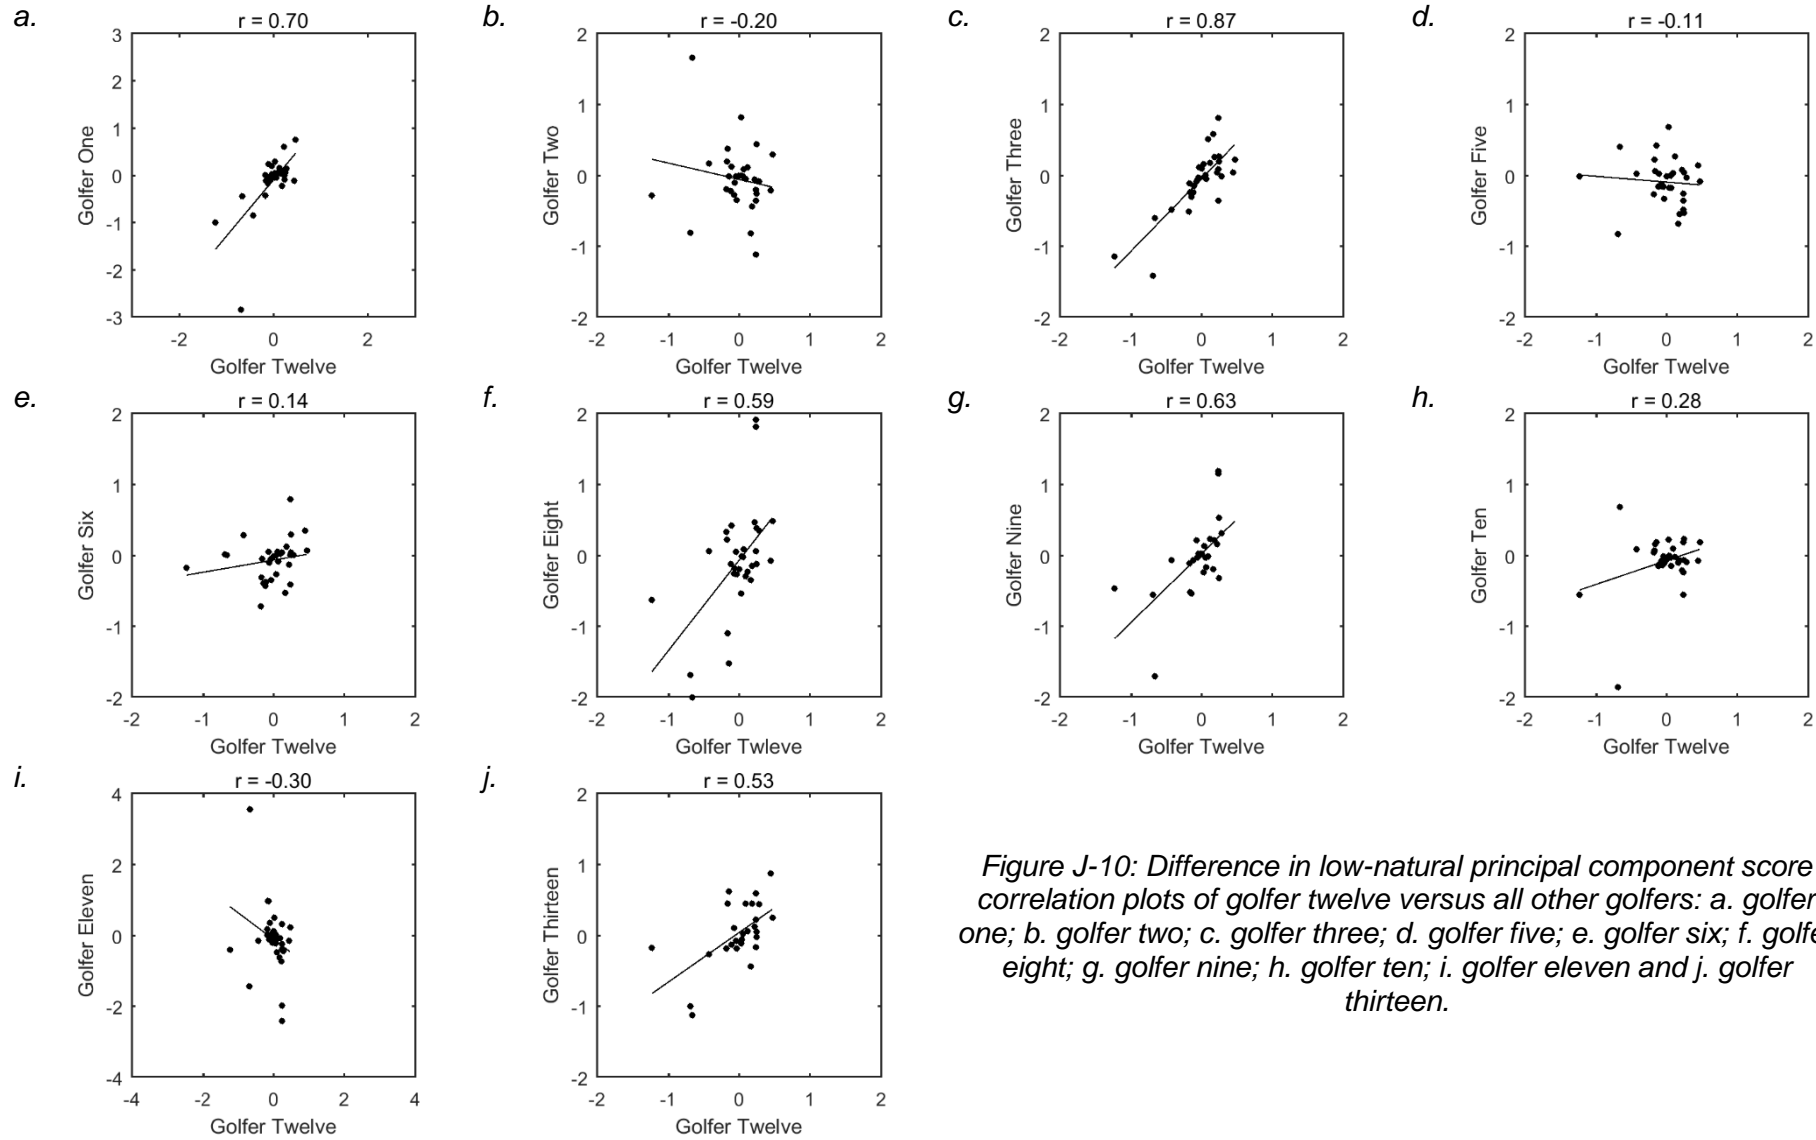 a.
r = 0.70
3
2
1
0
-1
-2
-3
-2
0
2
Golfer One
Golfer Twelve
b.
r = -0.20
2
1
0
-1
-2
-2
-1
0
1
2
Golfer Two
Golfer Twelve
c.
r = 0.87
2
1
0
-1
-2
-2
-1
0
1
2
Golfer Three
Golfer Twelve
d.
r = -0.11
2
1
0
-1
-2
-2
-1
0
1
2
Golfer Five
Golfer Twelve
e.
r = 0.14
2
1
0
-1
-2
-2
-1
0
1
2
Golfer Six
Golfer Twelve
f.
r = 0.59
2
1
0
-1
-2
-2
-1
0
1
2
Golfer Eight
Golfer Twleve
g.
r = 0.63
2
1
0
-1
-2
-2
-1
0
1
2
Golfer Nine
Golfer Twelve
h.
r = 0.28
2
1
0
-1
-2
-2
-1
0
1
2
Golfer Ten
Golfer Twelve
i.
r = -0.30
4
2
0
-2
-4
-4
-2
0
2
4
Golfer Eleven
Golfer Twelve
j.
r = 0.53
2
1
0
-1
-2
-2
-1
0
1
2
Golfer Thirteen
Golfer Twelve
Figure J-10: Difference in low-natural principal component score
correlation plots of golfer twelve versus all other golfers: a. golfer
one; b. golfer two; c. golfer three; d. golfer five; e. golfer six; f. golfe
eight; g. golfer nine; h. golfer ten; i. golfer eleven and j. golfer
thirteen.